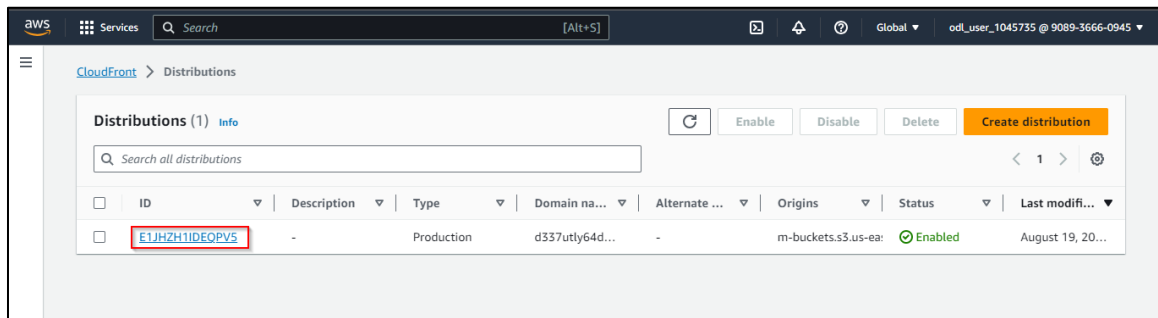 aws Services Search [Alt+S] Global odl_user_1045735 @ 9089-3666-0945
CloudFront > Distributions
Distributions (1) Info Enable Disable Delete Create distribution
Search all distributions < 1 >
ID Description Type Domain na... Alternate ... Origins Status Last modifi...
E1JHZH1IDEQPV5 - Production d337utly64d... - m-buckets.s3.us-ea: Enabled August 19, 20...